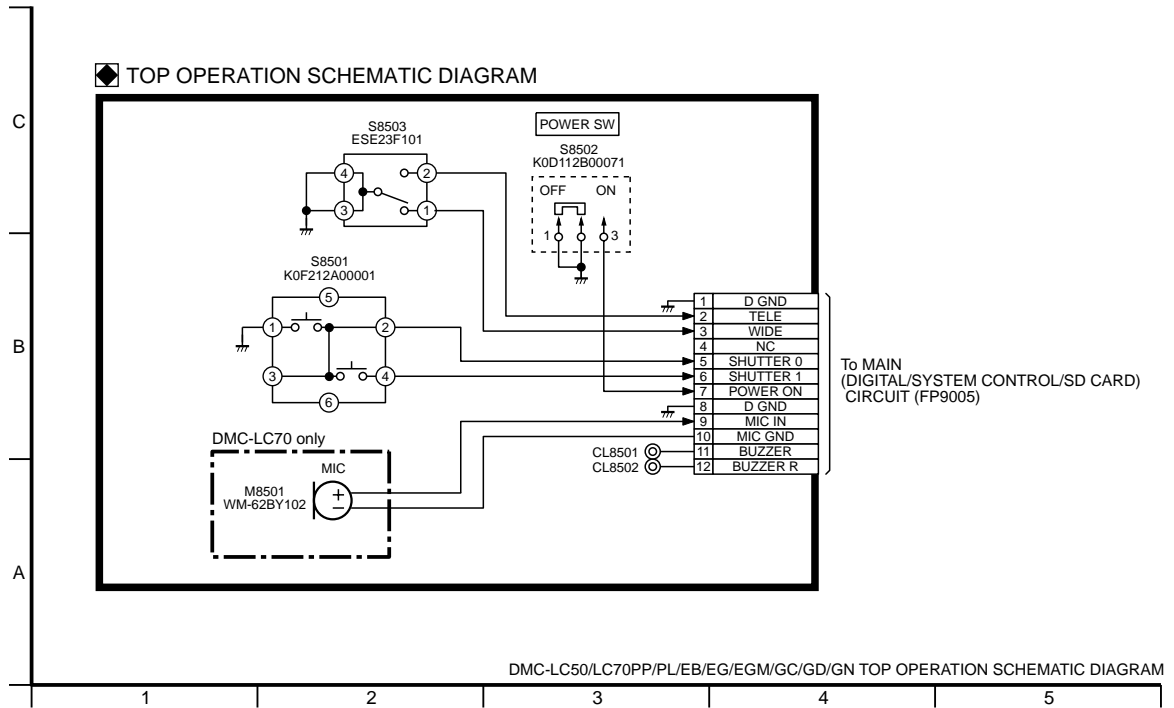 TOP OPERATION SCHEMATIC DIAGRAM
C
B
A
S8503
ESE23F101
4
2
3
1
POWER SW
S8502
K0D112B00071
OFF ON
1 3
S8501
K0F212A00001
5
1
2
3
4
6
DMC-LC70 only
MIC
M8501
WM-62BY102
+
−
1 D GND
2 TELE
3 WIDE
4 NC
5 SHUTTER 0
6 SHUTTER 1
7 POWER ON
8 D GND
9 MIC IN
10 MIC GND
CL8501 11 BUZZER
CL8502 12 BUZZER R
To MAIN
(DIGITAL/SYSTEM CONTROL/SD CARD)
CIRCUIT (FP9005)
DMC-LC50/LC70PP/PL/EB/EG/EGM/GC/GD/GN TOP OPERATION SCHEMATIC DIAGRAM
1 2 3 4 5